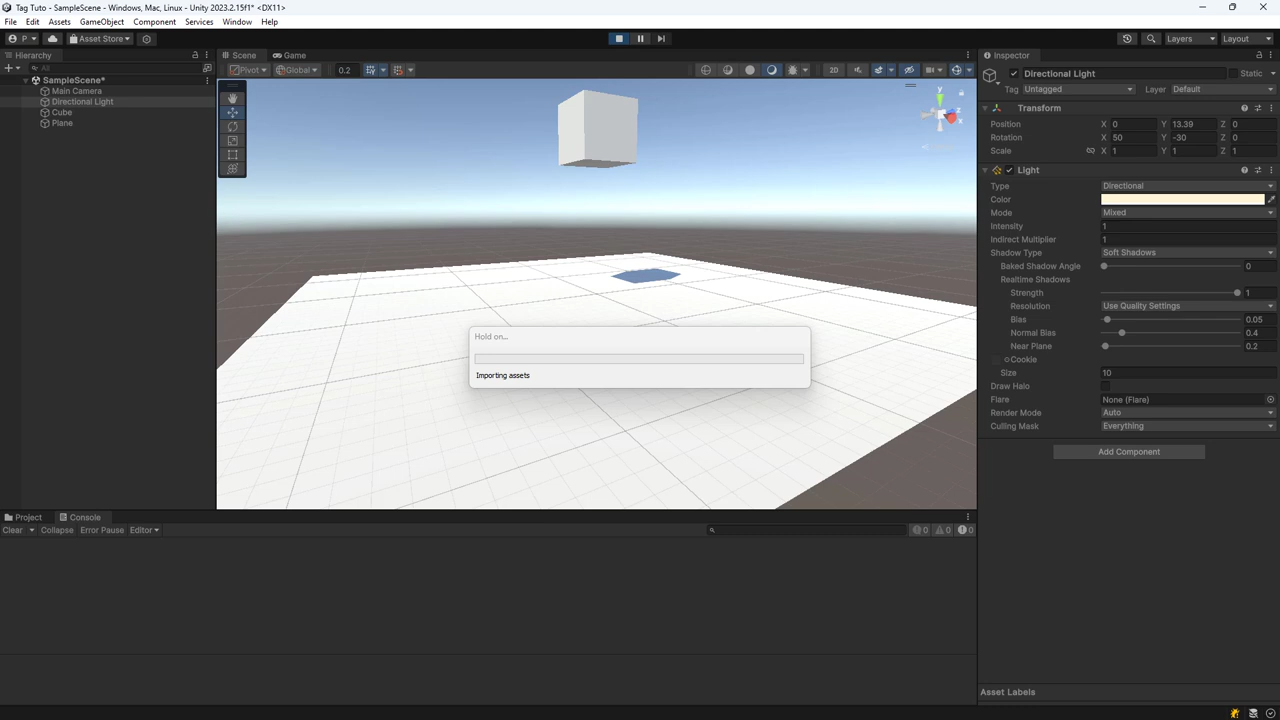 Tag Tuto - SampleScene - Windows, Mac, Linux - Unity 2023.2.15f1* <DX11>
File Edit Assets GameObject Component Services Window Help
P Asset Store Layers Layout
Hierarchy Scene Game Inspector
All Pivot Global 0.2 2D
SampleScene*
Main Camera
Directional Light
Cube
Plane
Directional Light Static
Tag Untagged Layer Default
Transform
Position X 0 Y 13.39 Z 0
Rotation X 50 Y -30 Z 0
Scale X 1 Y 1 Z 1
Light
Type Directional
Color
Mode Mixed
Intensity 1
Indirect Multiplier 1
Shadow Type Soft Shadows
Baked Shadow Angle 0
Realtime Shadows
Strength 1
Resolution Use Quality Settings
Bias 0.05
Normal Bias 0.4
Near Plane 0.2
Cookie
Size 10
Draw Halo
Flare None (Flare)
Render Mode Auto
Culling Mask Everything
Add Component
y
z
x
Hold on...
Importing assets
Project Console
Clear Collapse Error Pause Editor 0 0 0
Asset Labels